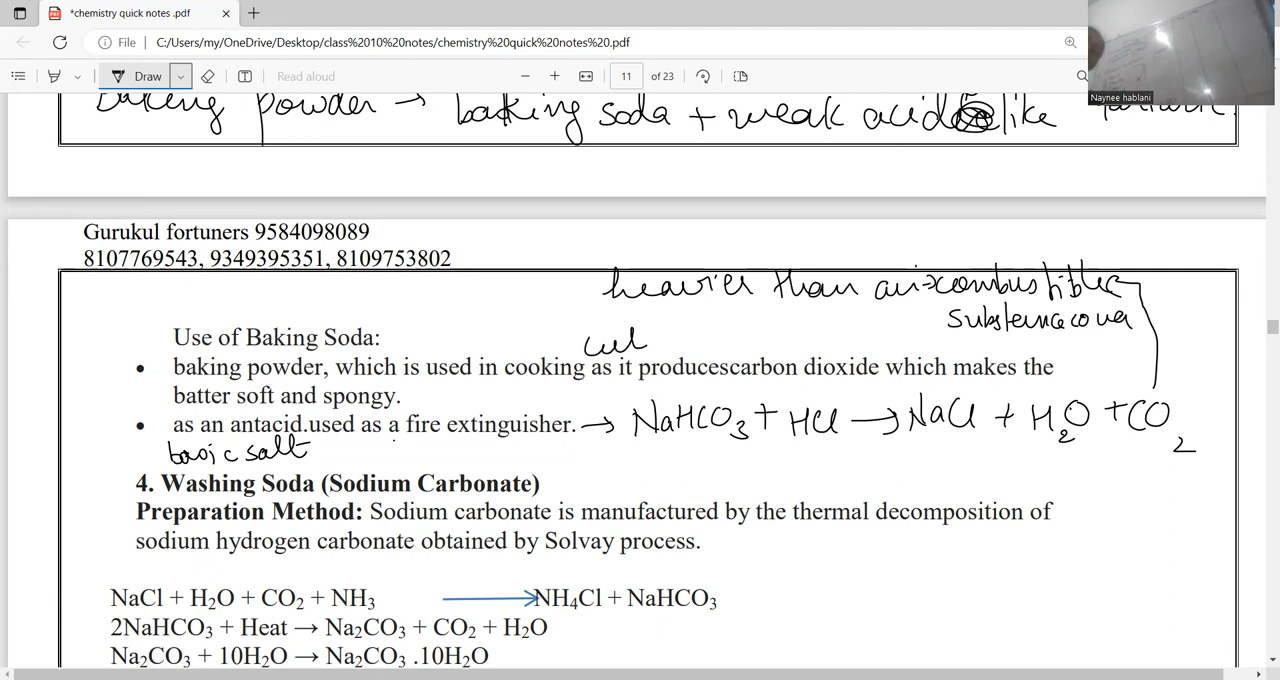 *chemistry quick notes .pdf
File C:/Users/my/OneDrive/Desktop/class%2010%20notes/chemistry%20quick%20notes%20.pdf
Draw Read aloud 11 of 23
Naynee hablani
Baking powder → baking soda + weak acid like
Gurukul fortuners 9584098089
8107769543, 9349395351, 8109753802
heavier than air combustible
substance cover
Use of Baking Soda:
cut
• baking powder, which is used in cooking as it producescarbon dioxide which makes the
batter soft and spongy.
• as an antacid.used as a fire extinguisher. → NaHCO₃ + HCl → NaCl + H₂O + CO₂
basic salt
4. Washing Soda (Sodium Carbonate)
Preparation Method: Sodium carbonate is manufactured by the thermal decomposition of
sodium hydrogen carbonate obtained by Solvay process.
NaCl + H₂O + CO₂ + NH₃ → NH₄Cl + NaHCO₃
2NaHCO₃ + Heat → Na₂CO₃ + CO₂ + H₂O
Na₂CO₃ + 10H₂O → Na₂CO₃ .10H₂O